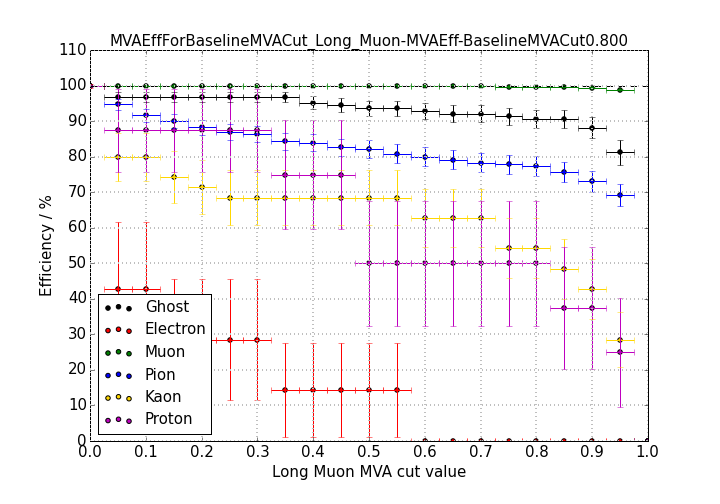 MVAEffForBaselineMVACut_Long_Muon-MVAEff-BaselineMVACut0.800
110
100
90
80
70
60
50
40
30
20
10
0
Efficiency / %
Ghost
Electron
Muon
Pion
Kaon
Proton
0.0 0.1 0.2 0.3 0.4 0.5 0.6 0.7 0.8 0.9 1.0
Long Muon MVA cut value